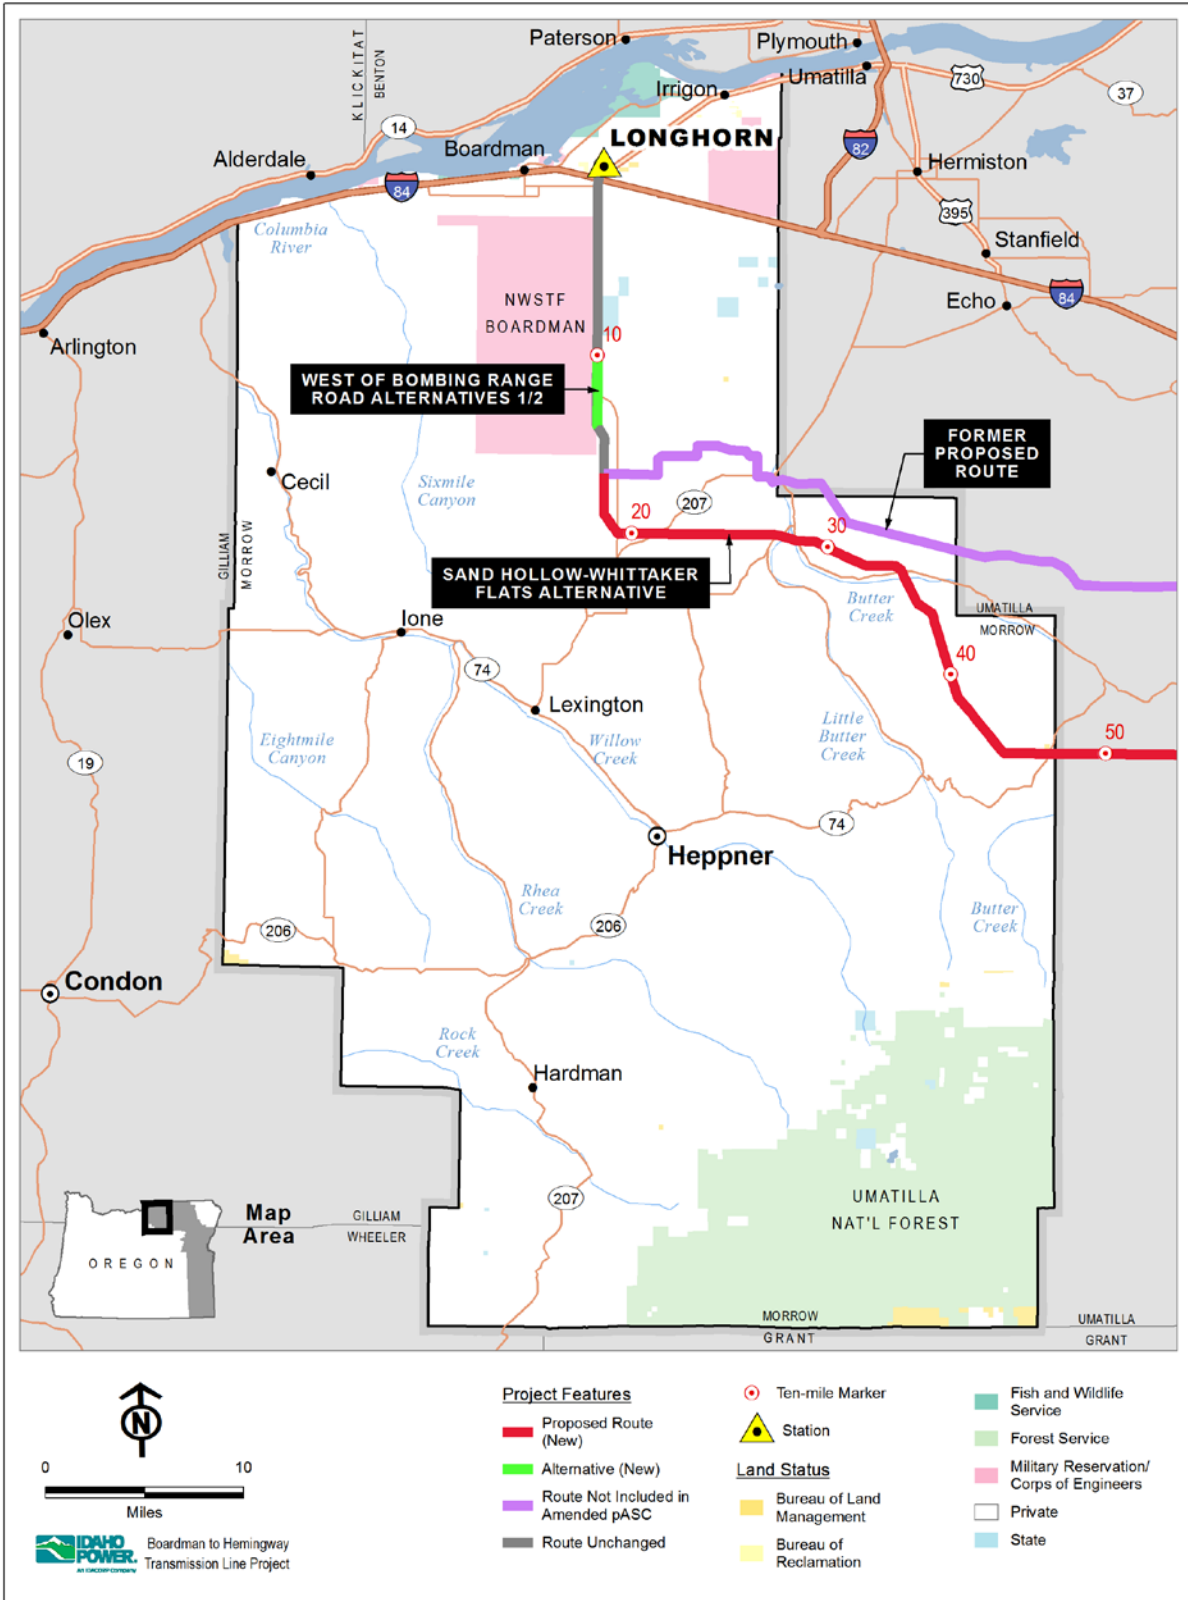 Paterson
Plymouth
KLICKITAT
BENTON
Umatilla
730
Irrigon
37
14
LONGHORN
82
Boardman
Alderdale
Hermiston
84
395
Columbia
River
Stanfield
84
Echo
NWSTF
BOARDMAN
10
Arlington
WEST OF BOMBING RANGE
ROAD ALTERNATIVES 1/2
FORMER
PROPOSED
ROUTE
Cecil
Sixmile
Canyon
207
20
30
GILLIAM
MORROW
SAND HOLLOW-WHITTAKER
FLATS ALTERNATIVE
Butter
Creek
UMATILLA
MORROW
Olex
Ione
40
74
Lexington
Little
Butter
Creek
50
Eightmile
Canyon
Willow
Creek
19
74
Heppner
Rhea
Creek
Butter
Creek
206
206
Condon
Rock
Creek
Hardman
207
UMATILLA
NAT'L FOREST
Map
Area
GILLIAM
WHEELER
OREGON
MORROW
GRANT
UMATILLA
GRANT
N
0 10
Miles
IDAHO
POWER.
AN IDACORP COMPANY
Boardman to Hemingway
Transmission Line Project
Project Features
Proposed Route
(New)
Alternative (New)
Route Not Included in
Amended pASC
Route Unchanged
Ten-mile Marker
Station
Land Status
Bureau of Land
Management
Bureau of
Reclamation
Fish and Wildlife
Service
Forest Service
Military Reservation/
Corps of Engineers
Private
State